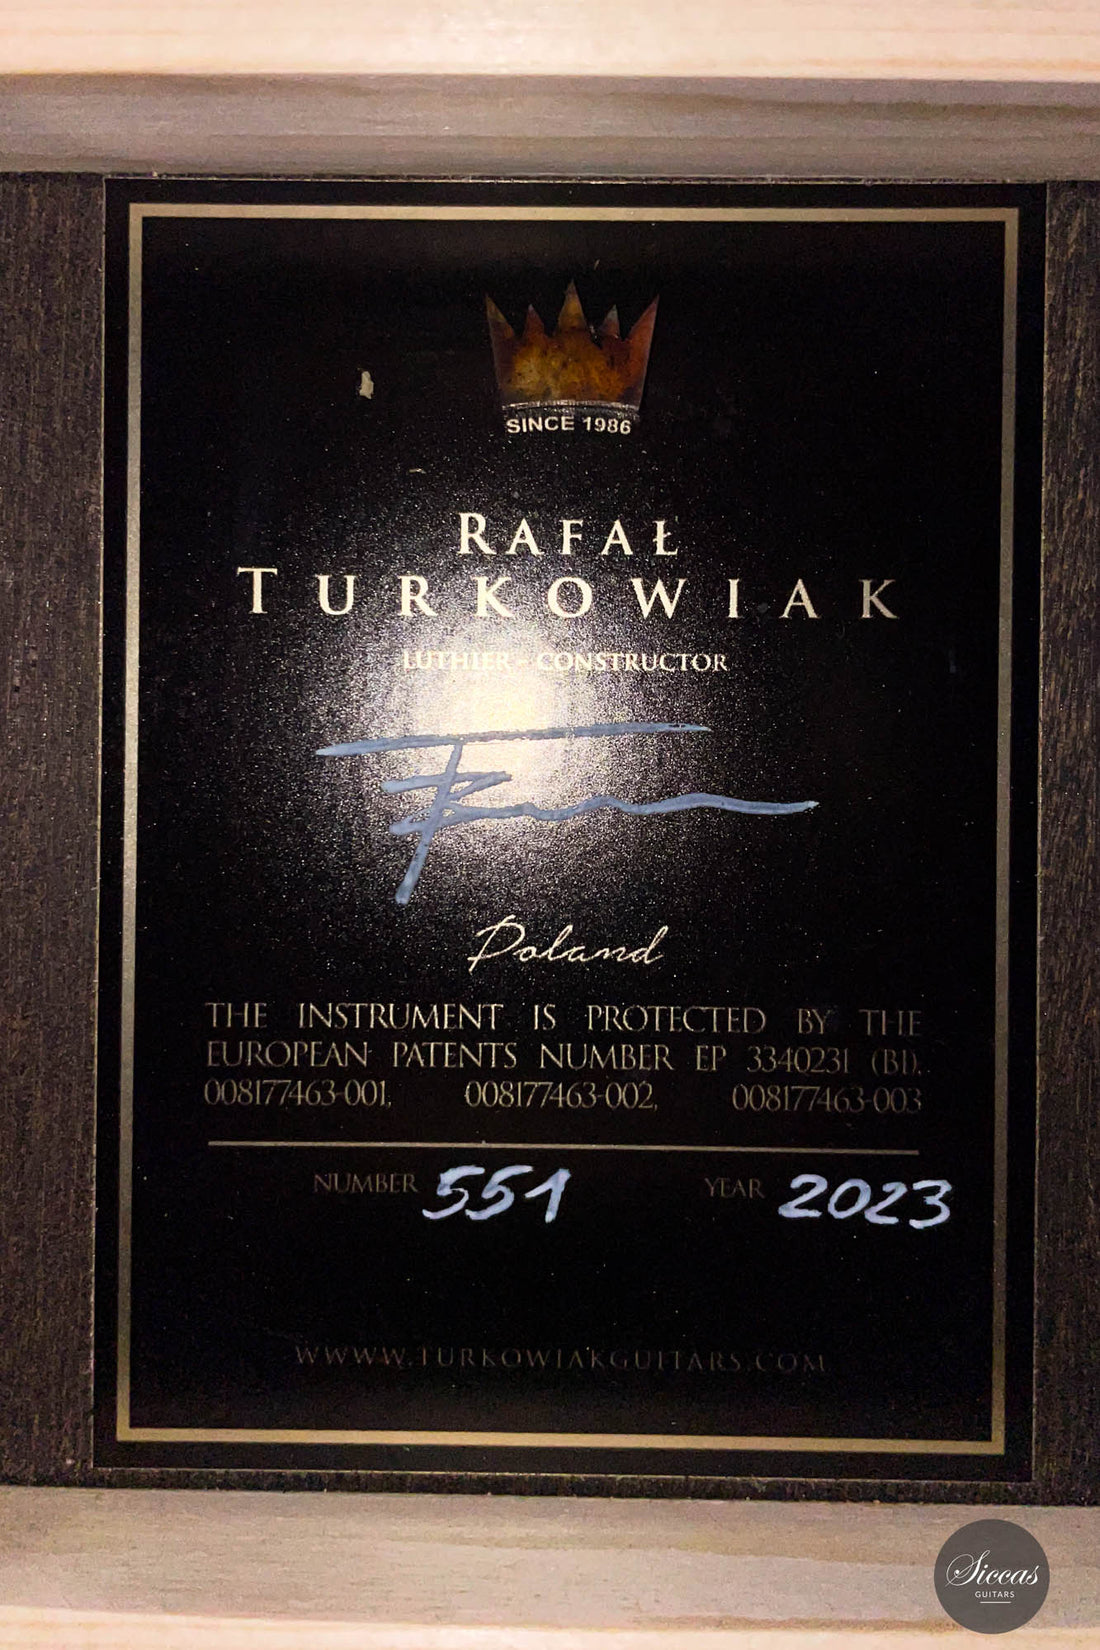 SINCE 1986
RAFAŁ
TURKOWIAK
LUTHIER - CONSTRUCTOR
Poland
THE INSTRUMENT IS PROTECTED BY THE
EUROPEAN PATENTS NUMBER EP 3340231 (B1),
008177463-001, 008177463-002, 008177463-003
NUMBER 551 YEAR 2023
WWW.TURKOWIAKGUITARS.COM
Siccas
GUITARS